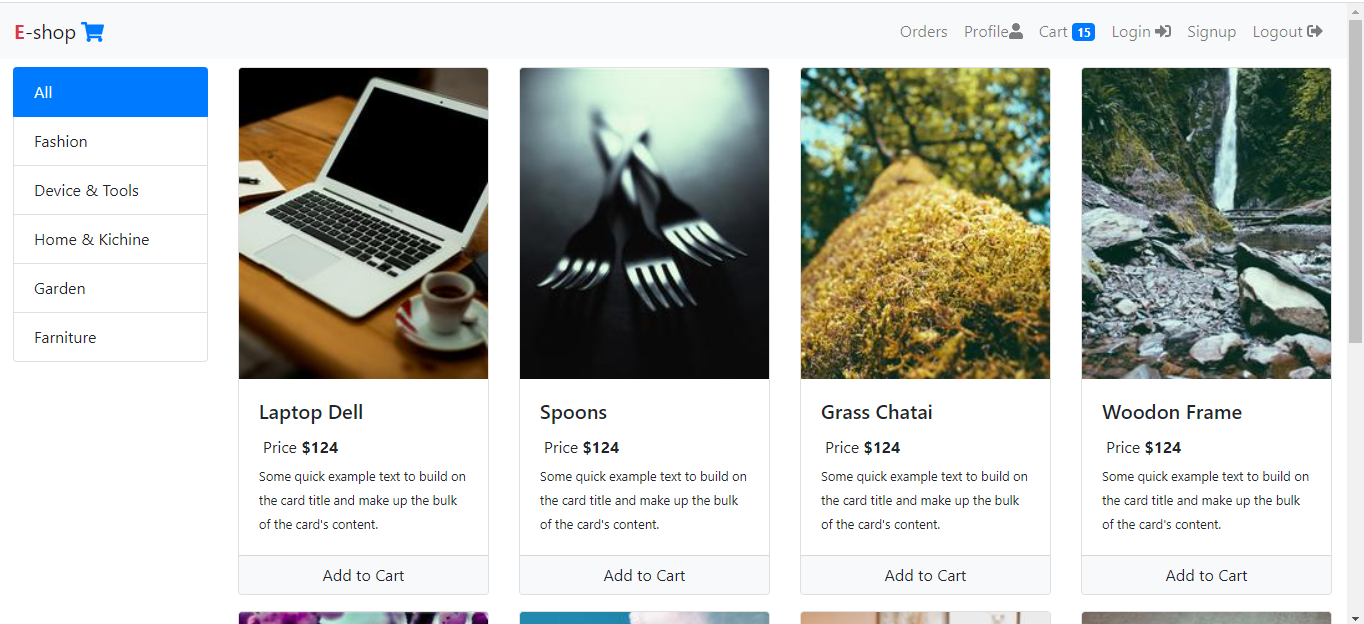 E-shop
Orders Profile Cart 15 Login Signup Logout
All
Fashion
Device & Tools
Home & Kichine
Garden
Farniture
Laptop Dell
Price $124
Some quick example text to build on
the card title and make up the bulk
of the card's content.
Add to Cart
Spoons
Price $124
Some quick example text to build on
the card title and make up the bulk
of the card's content.
Add to Cart
Grass Chatai
Price $124
Some quick example text to build on
the card title and make up the bulk
of the card's content.
Add to Cart
Woodon Frame
Price $124
Some quick example text to build on
the card title and make up the bulk
of the card's content.
Add to Cart